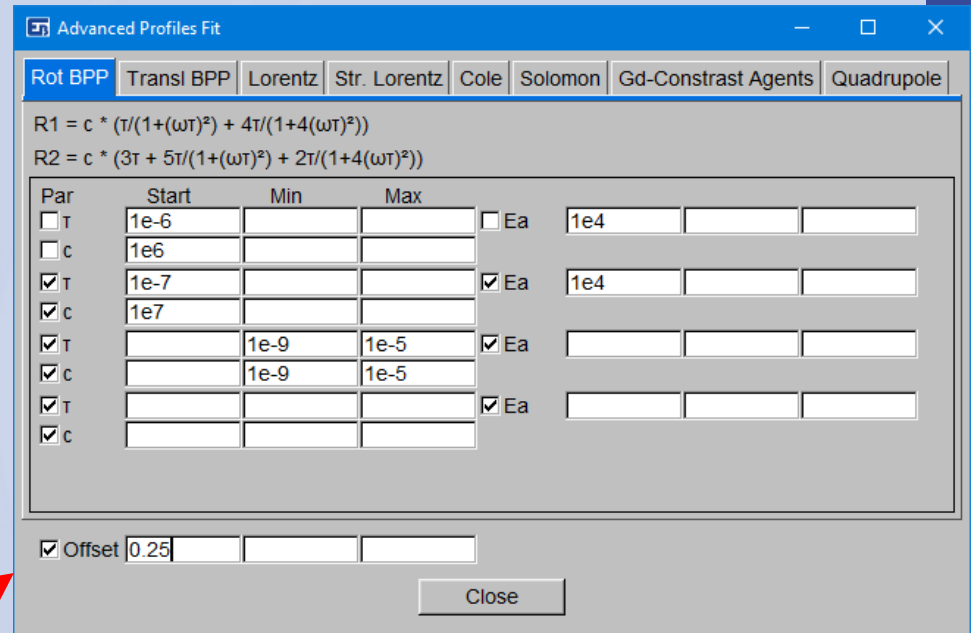 Advanced Profiles Fit
Rot BPP Transl BPP Lorentz Str. Lorentz Cole Solomon Gd-Constrast Agents Quadrupole
R1 = c * (τ/(1+(ωτ)²) + 4τ/(1+4(ωτ)²))
R2 = c * (3τ + 5τ/(1+(ωτ)²) + 2τ/(1+4(ωτ)²))
Par Start Min Max
τ 1e-6 Ea 1e4
c 1e6
τ 1e-7 Ea 1e4
c 1e7
τ 1e-9 1e-5 Ea
c 1e-9 1e-5
τ Ea
c
Offset 0.25
Close